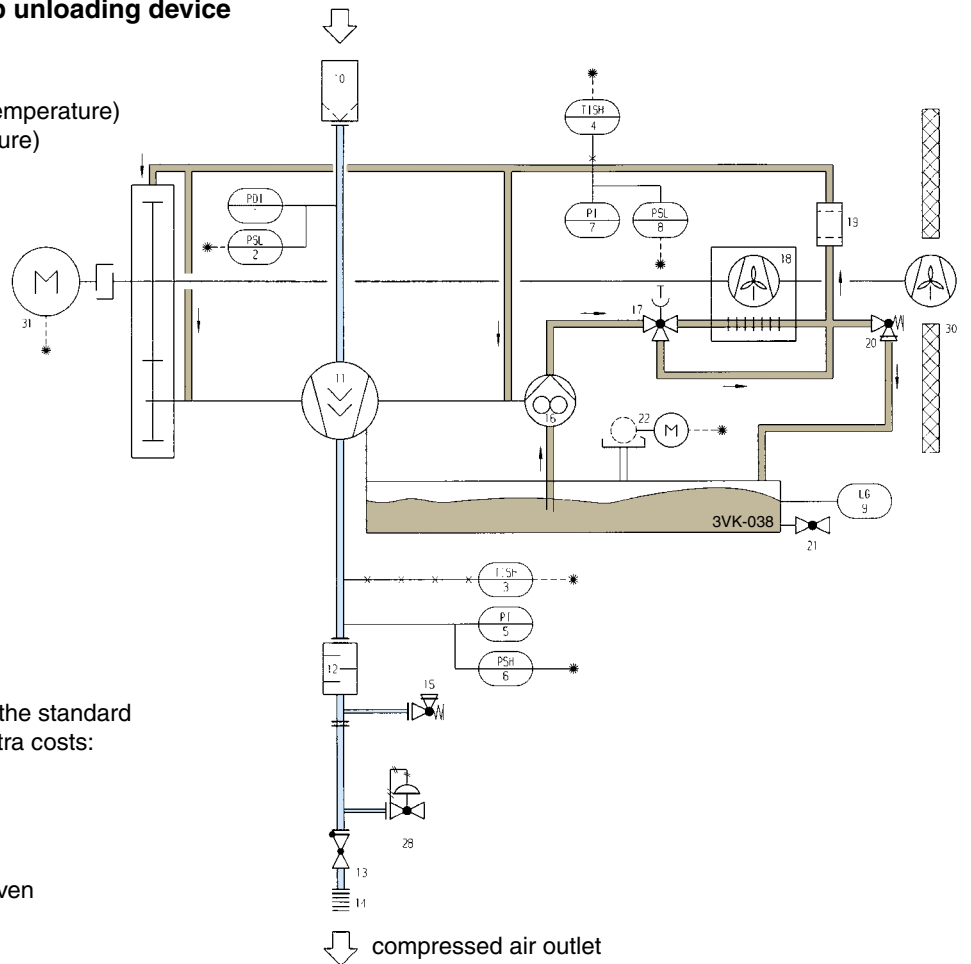 o unloading device
emperature)
ure)
the standard
tra costs:
ven
10
TISH
4
PDI
PSL
2
PI
7
PSL
8
19
18
M
31
17
20
30
11
16
22
M
LG
9
3VK-038
21
TISH
3
PI
5
PSH
6
12
15
28
13
14
compressed air outlet